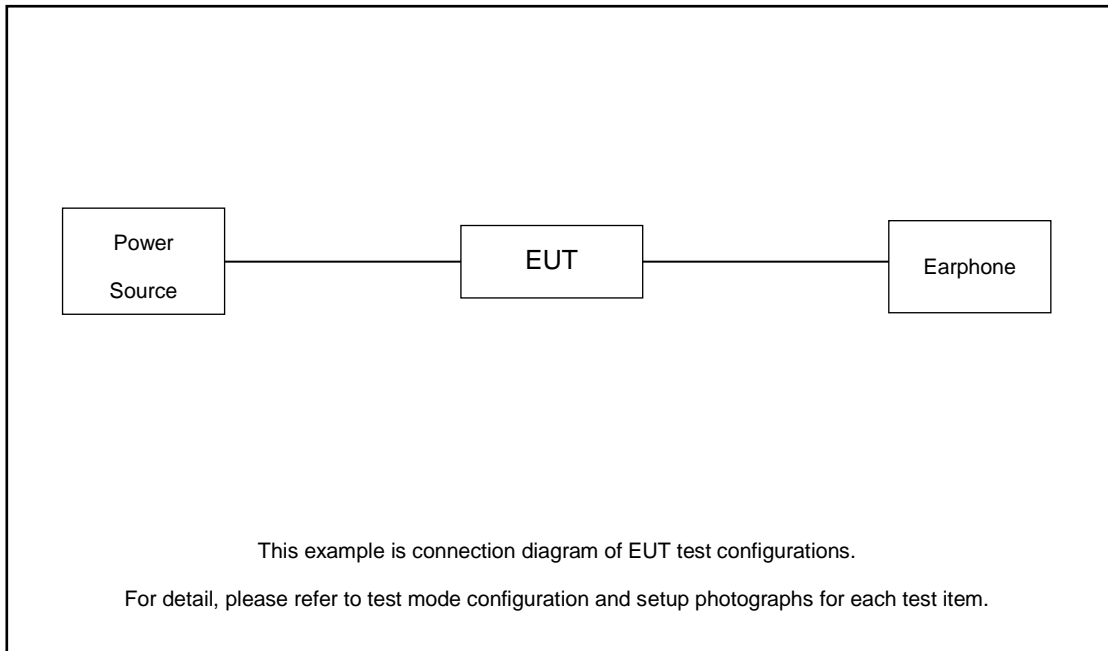 Power
Source
EUT
Earphone
This example is connection diagram of EUT test configurations.
For detail, please refer to test mode configuration and setup photographs for each test item.